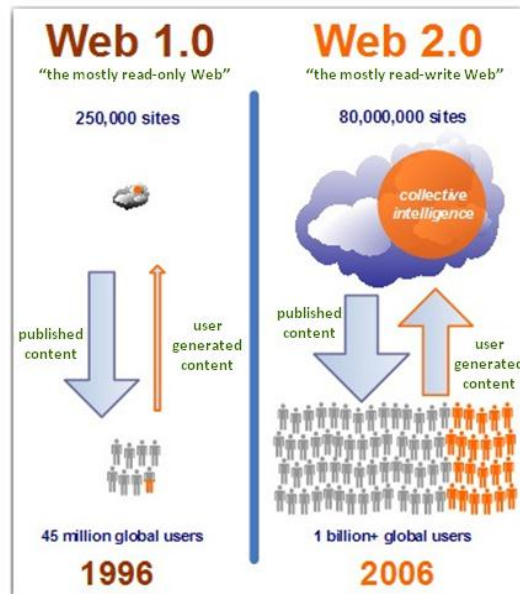 Web 1.0
“the mostly read-only Web”
250,000 sites
published
content
user
generated
content
45 million global users
1996
Web 2.0
“the mostly read-write Web”
80,000,000 sites
collective
intelligence
published
content
user
generated
content
1 billion+ global users
2006